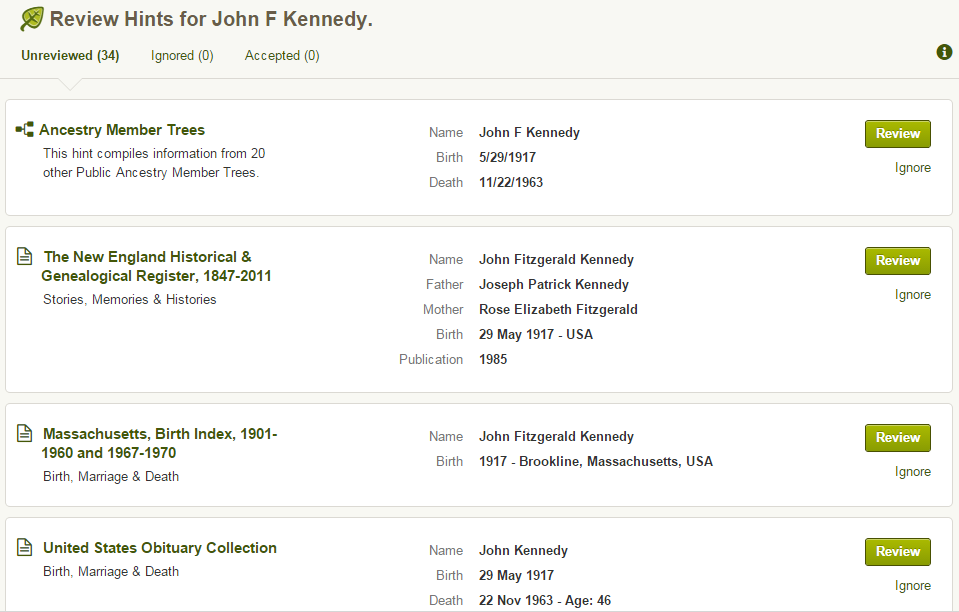 Review Hints for John F Kennedy.
Unreviewed (34) Ignored (0) Accepted (0)
Ancestry Member Trees
This hint compiles information from 20
other Public Ancestry Member Trees.
Name John F Kennedy
Birth 5/29/1917
Death 11/22/1963
Review
Ignore
The New England Historical &
Genealogical Register, 1847-2011
Stories, Memories & Histories
Name John Fitzgerald Kennedy
Father Joseph Patrick Kennedy
Mother Rose Elizabeth Fitzgerald
Birth 29 May 1917 - USA
Publication 1985
Review
Ignore
Massachusetts, Birth Index, 1901-
1960 and 1967-1970
Birth, Marriage & Death
Name John Fitzgerald Kennedy
Birth 1917 - Brookline, Massachusetts, USA
Review
Ignore
United States Obituary Collection
Birth, Marriage & Death
Name John Kennedy
Birth 29 May 1917
Death 22 Nov 1963 - Age: 46
Review
Ignore